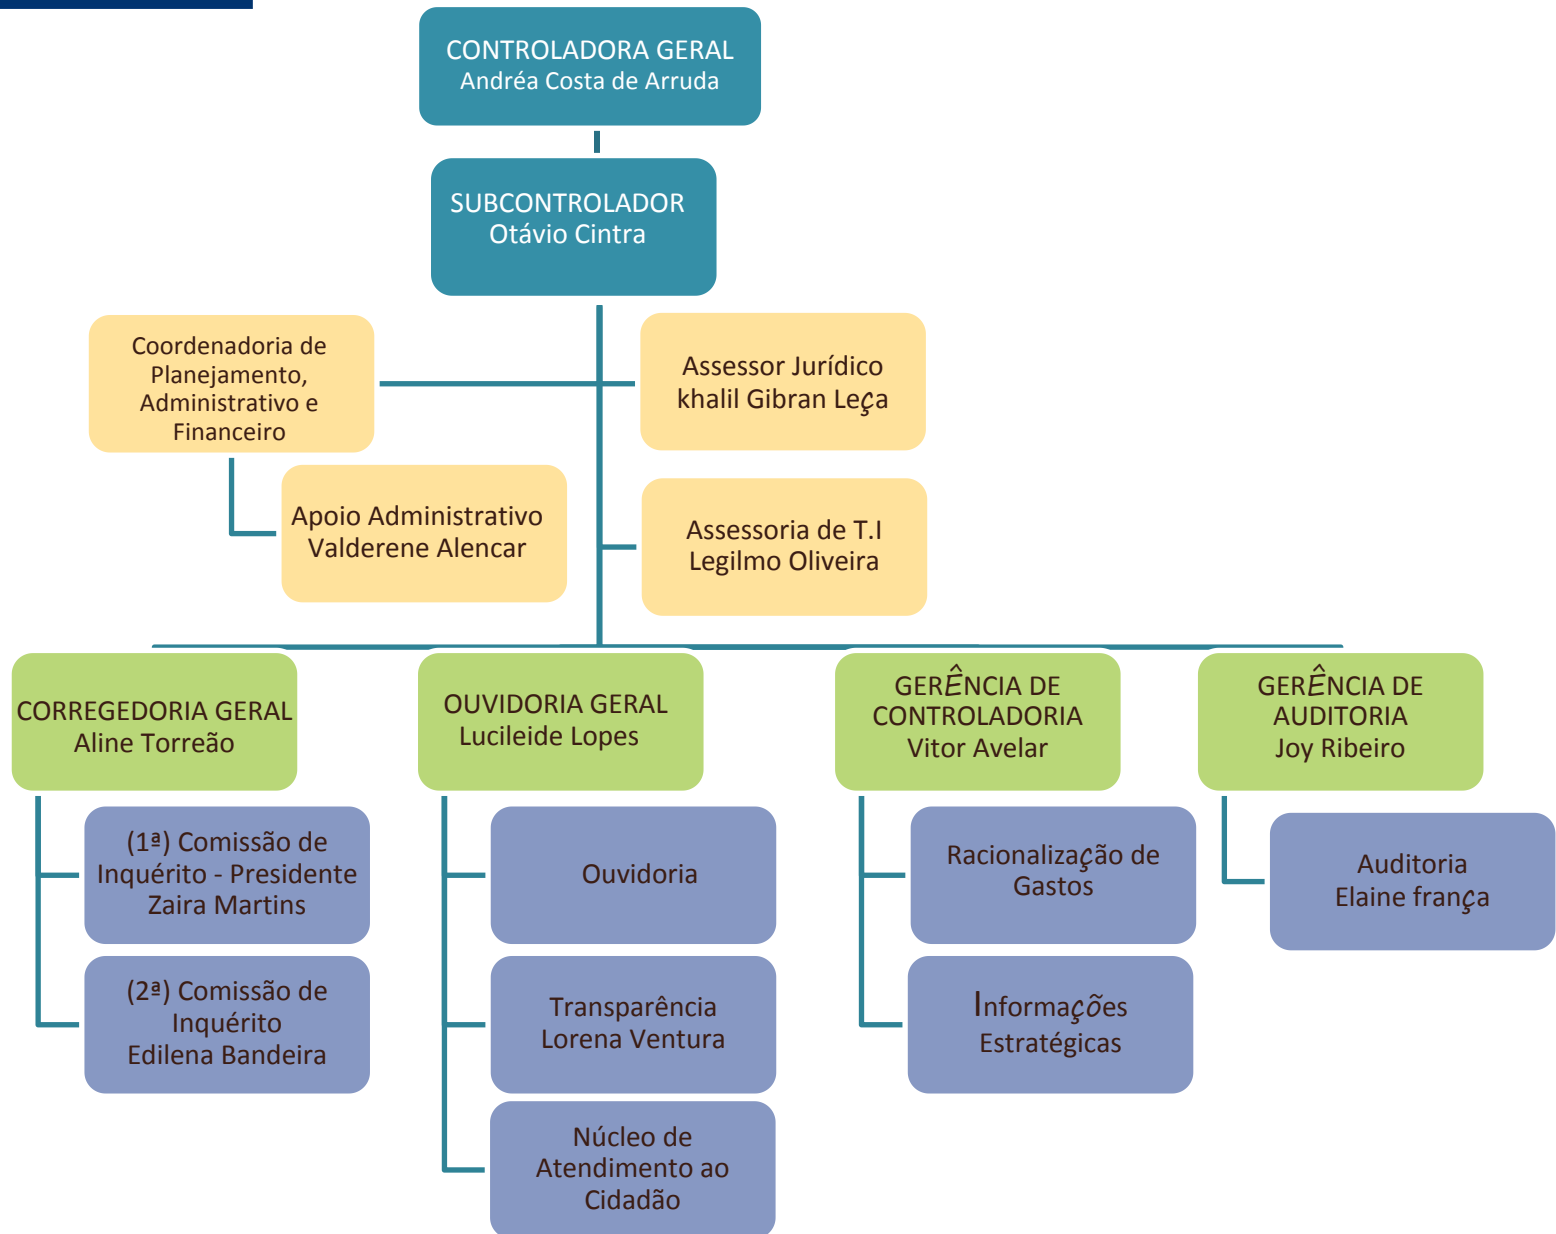 CONTROLADORA GERAL
Andréa Costa de Arruda
SUBCONTROLADOR
Otávio Cintra
Coordenadoria de
Planejamento,
Administrativo e
Financeiro
Assessor Jurídico
khalil Gibran Leça
Apoio Administrativo
Valderene Alencar
Assessoria de T.I
Legilmo Oliveira
CORREGEDORIA GERAL
Aline Torreão
OUVIDORIA GERAL
Lucileide Lopes
GERÊNCIA DE
CONTROLADORIA
Vitor Avelar
GERÊNCIA DE
AUDITORIA
Joy Ribeiro
(1ª) Comissão de
Inquérito - Presidente
Zaira Martins
Ouvidoria
Racionalização de
Gastos
Auditoria
Elaine frança
(2ª) Comissão de
Inquérito
Edilena Bandeira
Transparência
Lorena Ventura
Informações
Estratégicas
Núcleo de
Atendimento ao
Cidadão